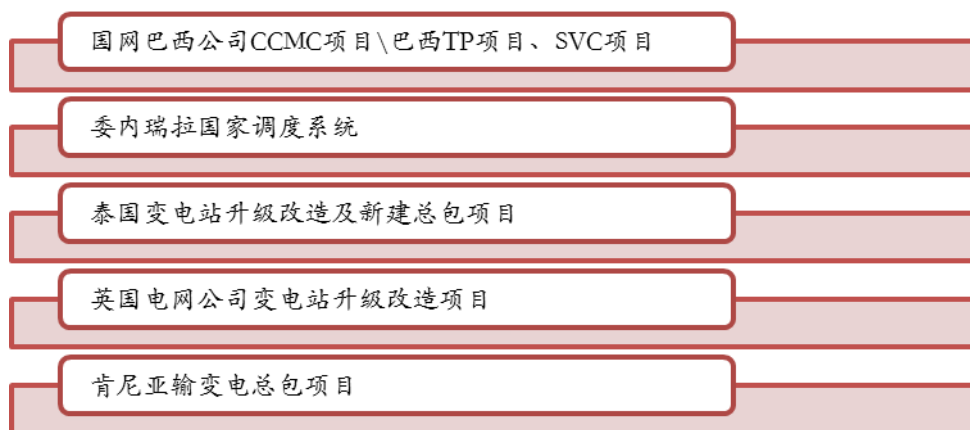 国网巴西公司CCMC项目\巴西TP项目、SVC项目
委内瑞拉国家调度系统
泰国变电站升级改造及新建总包项目
英国电网公司变电站升级改造项目
肯尼亚输变电总包项目